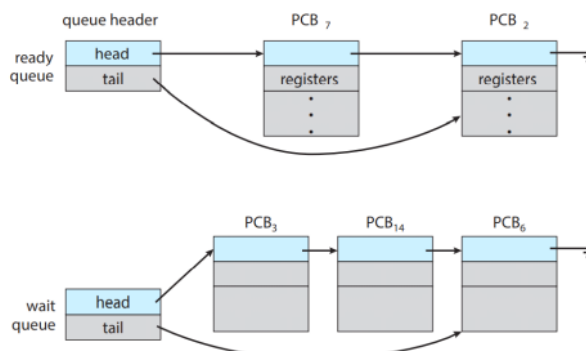 queue header PCB 7 PCB 2
ready queue
head
tail
registers
registers
PCB3 PCB14 PCB6
wait queue
head
tail